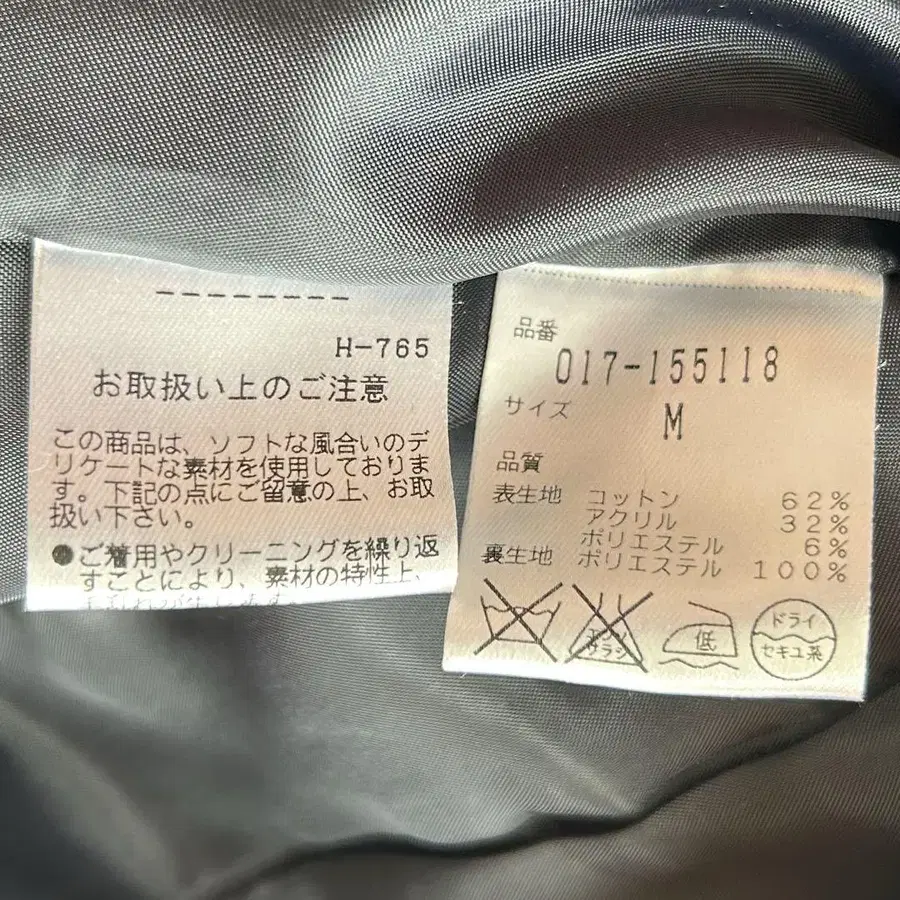 H-765
お取扱い上のご注意
この商品は、ソフトな風合いのデ
リケートな素材を使用しておりま
す。下記の点にご留意の上、お取
扱い下さい。
●ご着用やクリーニングを繰り返
すことにより、素材の特性上、
品番
017-155118
サイズ
M
品質
表生地 コットン 62%
アクリル 32%
ポリエステル 6%
裏生地 ポリエステル 100%
エンソ
サラシ
低
ドライ
セキユ系